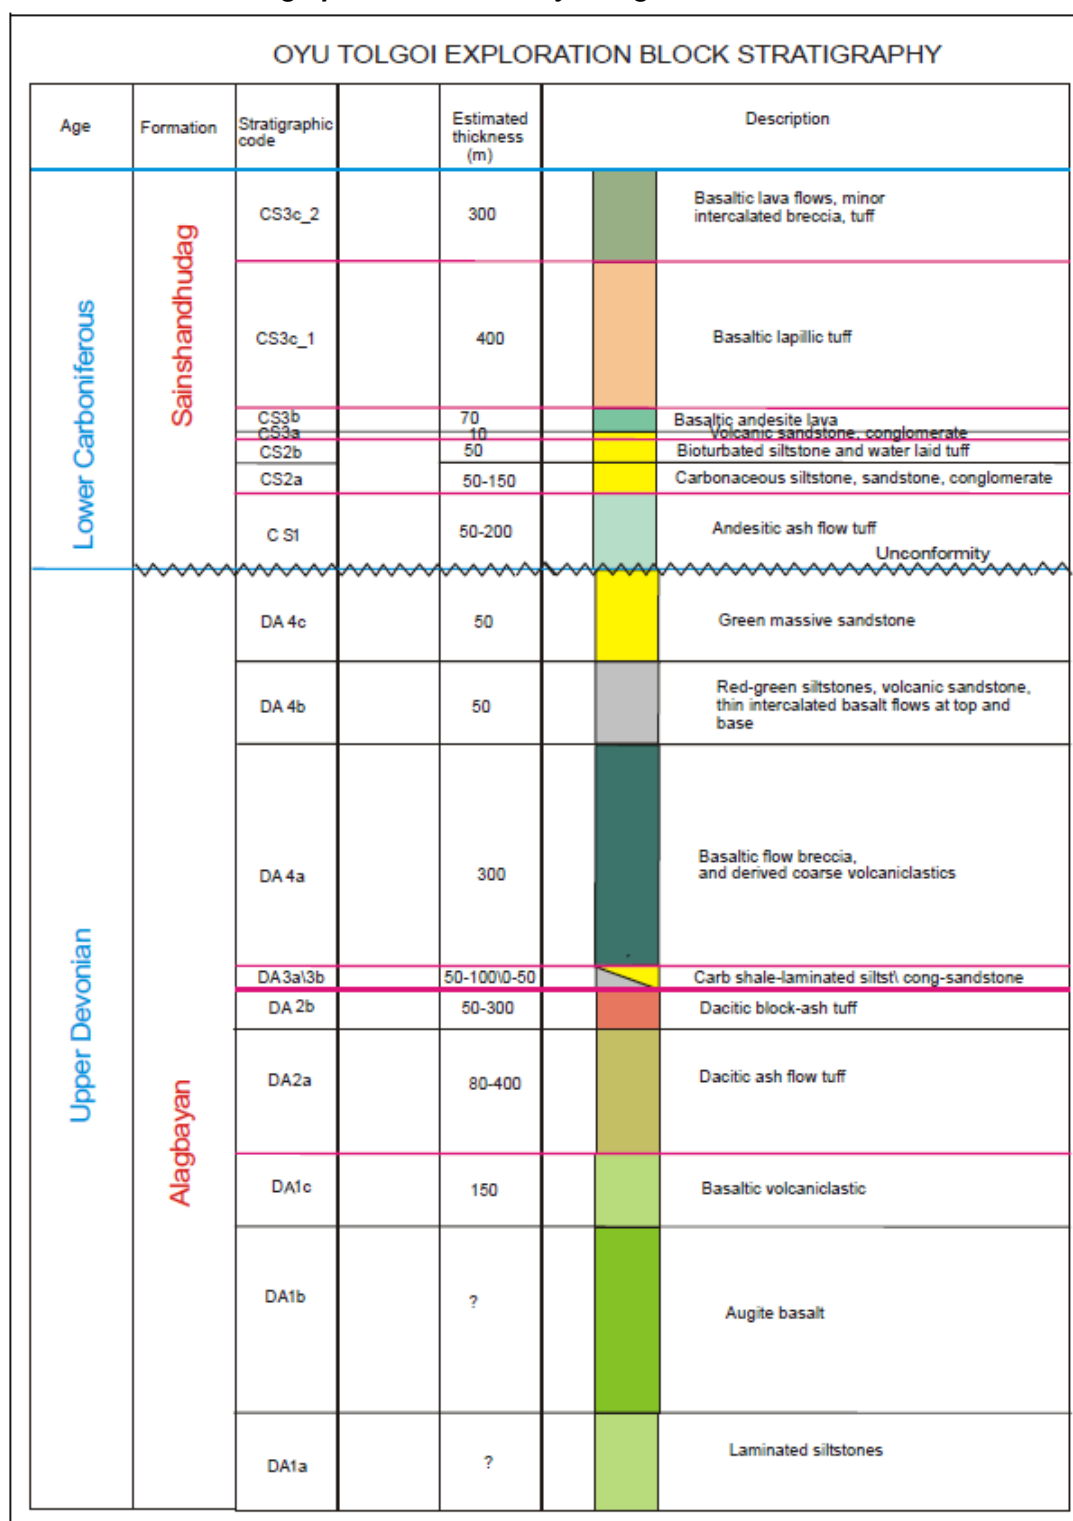 OYU TOLGOI EXPLORATION BLOCK STRATIGRAPHY
Age
Formation
Stratigraphic
code
Estimated
thickness
(m)
Description
Lower Carboniferous
Sainshandhudag
CS3c_2
300
Basaltic lava flows, minor
intercalated breccia, tuff
CS3c_1
400
Basaltic lapillic tuff
CS3b
70
Basaltic andesite lava
CS3a
10
Volcanic sandstone, conglomerate
CS2b
50
Bioturbated siltstone and water laid tuff
CS2a
50-150
Carbonaceous siltstone, sandstone, conglomerate
C S1
50-200
Andesitic ash flow tuff
Unconformity
Upper Devonian
Alagbayan
DA 4c
50
Green massive sandstone
DA 4b
50
Red-green siltstones, volcanic sandstone,
thin intercalated basalt flows at top and
base
DA 4a
300
Basaltic flow breccia,
and derived coarse volcaniclastics
DA3a\3b
50-100\0-50
Carb shale-laminated siltst\ cong-sandstone
DA 2b
50-300
Dacitic block-ash tuff
DA2a
80-400
Dacitic ash flow tuff
DA1c
150
Basaltic volcaniclastic
DA1b
?
Augite basalt
DA1a
?
Laminated siltstones